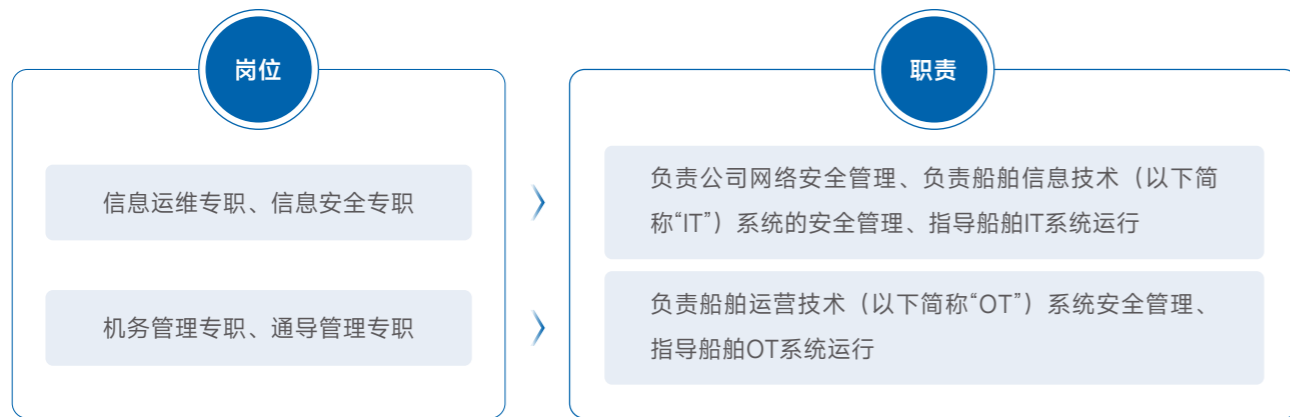 岗位
职责
信息运维专职、信息安全专职
负责公司网络安全管理、负责船舶信息技术（以下简
称“IT”）系统的安全管理、指导船舶IT系统运行
机务管理专职、通导管理专职
负责船舶运营技术（以下简称“OT”）系统安全管理、
指导船舶OT系统运行